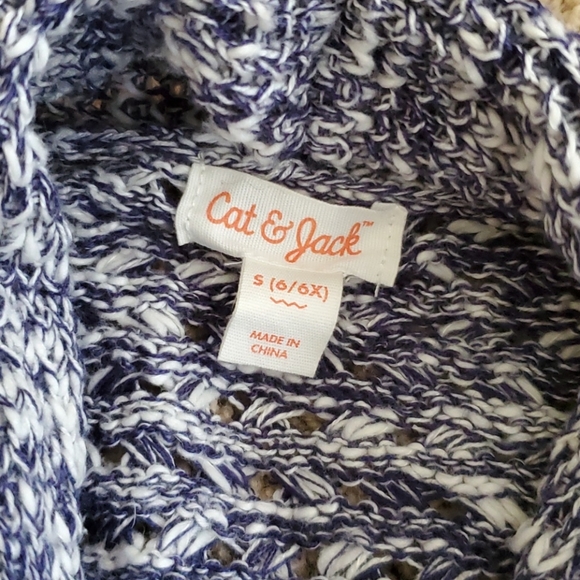 Cat & Jack™
S (6/6X)
MADE IN
CHINA